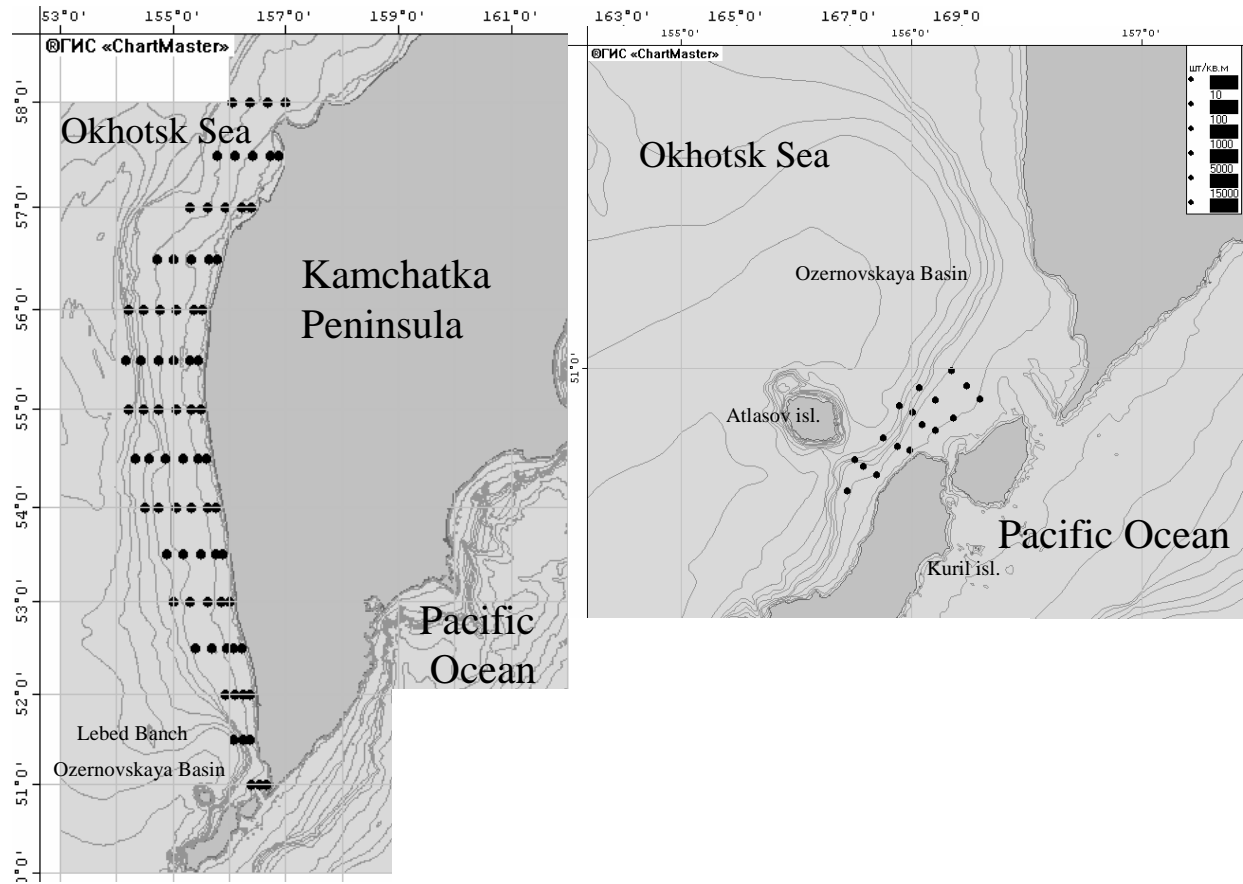 53°0' 155°0' 157°0' 159°0' 161°0' 163°0' 165°0' 167°0' 169°0'
®ГИС «ChartMaster»
58°0'
Okhotsk Sea
57°0'
Kamchatka
Peninsula
56°0'
55°0'
54°0'
53°0'
Pacific
Ocean
52°0'
Lebed Banch
Ozernovskaya Basin
51°0'
0°0'
155°0' 156°0' 157°0'
®ГИС «ChartMaster»
шт/кв.м
10
100
1000
5000
15000
Okhotsk Sea
Ozernovskaya Basin
51°0'
Atlasov isl.
Pacific Ocean
Kuril isl.